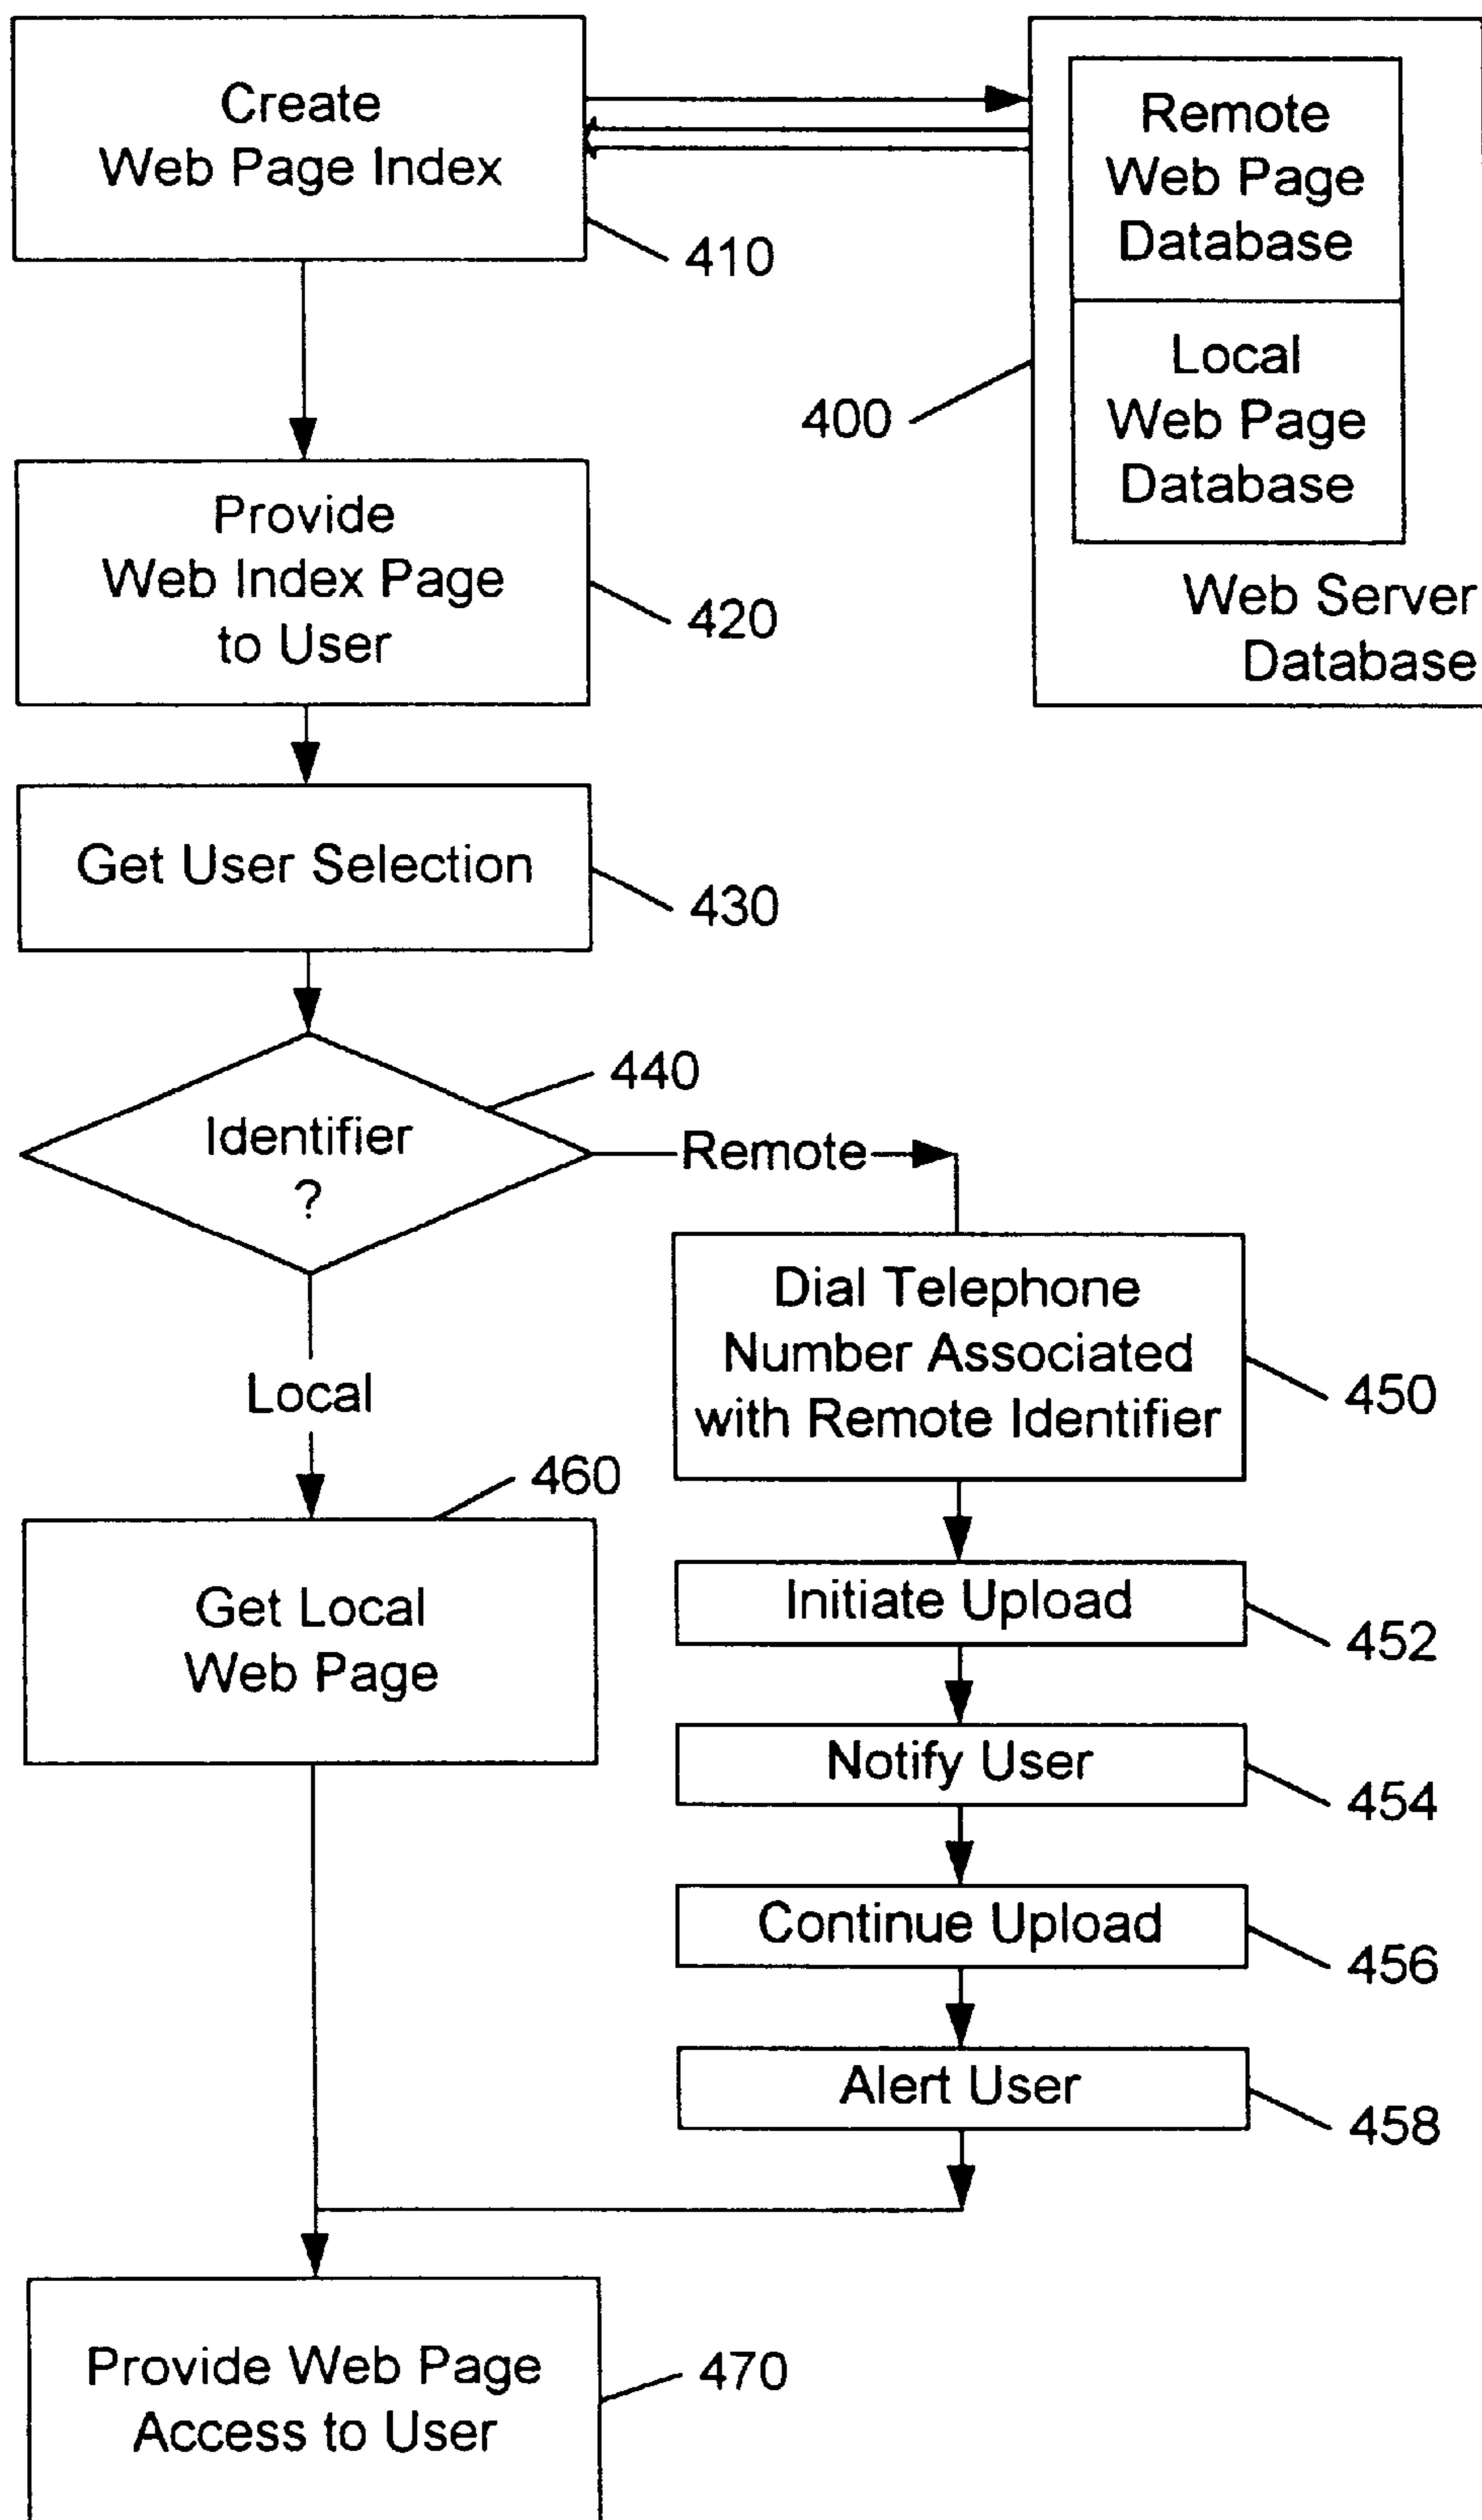 Create
Web Page Index
410
Remote
Web Page
Database
Local
Web Page
Database
400
Web Server
Database
Provide
Web Index Page
to User
420
Get User Selection
430
440
Identifier
?
Remote
Local
Dial Telephone
Number Associated
with Remote Identifier
450
460
Get Local
Web Page
Initiate Upload
452
Notify User
454
Continue Upload
456
Alert User
458
Provide Web Page
Access to User
470